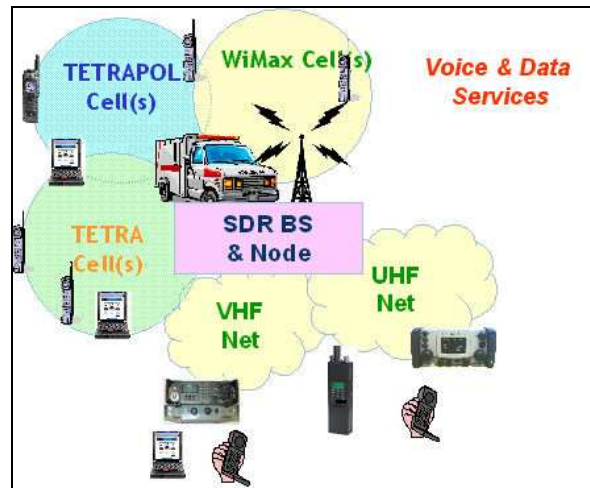 TETRAPOL
Cell(s)
WiMax Cell(s)
Voice & Data
Services
TETRA
Cell(s)
SDR BS
& Node
UHF
Net
VHF
Net